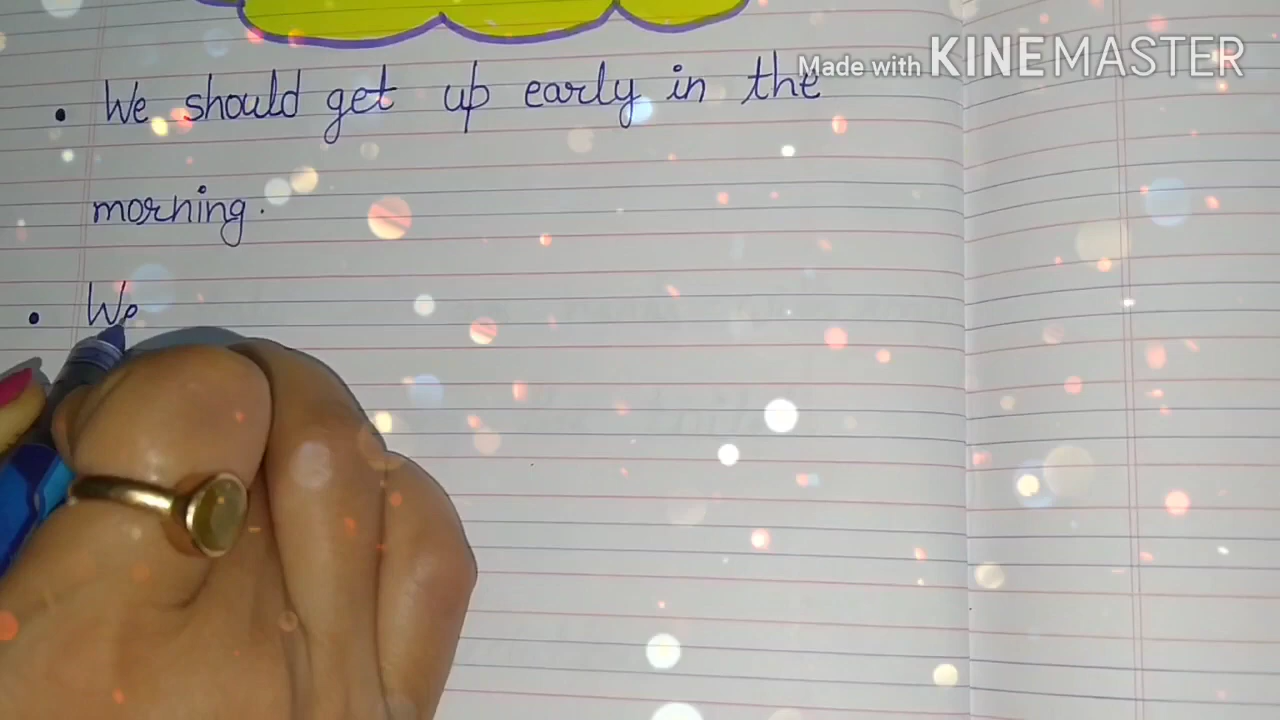 Made with KINEMASTER
• We should get up early in the
morning.
• We